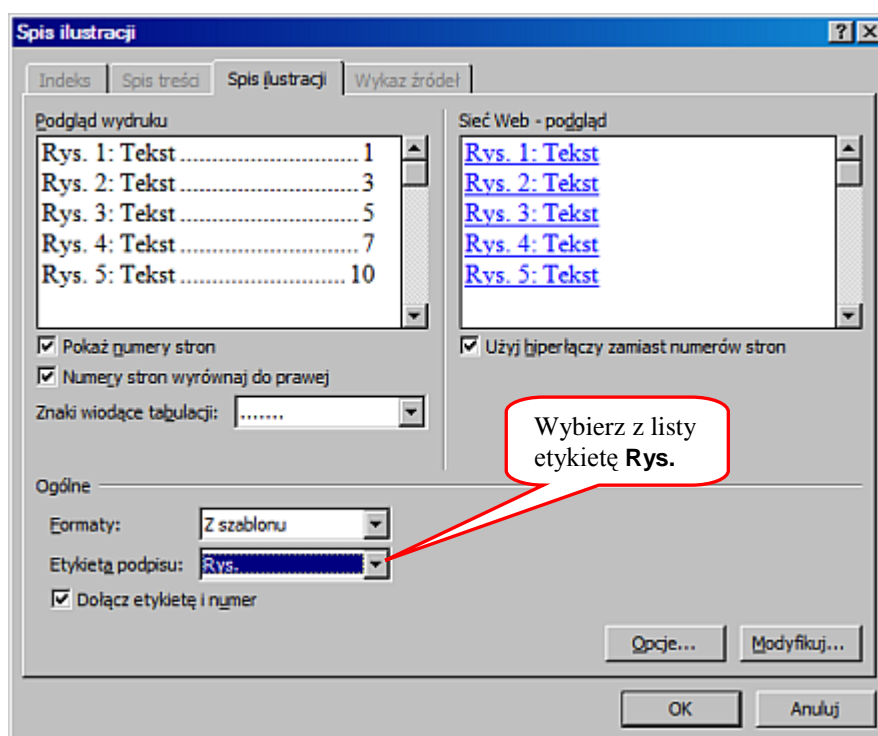 Spis ilustracji
Indeks Spis treści Spis ilustracji Wykaz źródeł
Podgląd wydruku
Rys. 1: Tekst............................... 1
Rys. 2: Tekst............................... 3
Rys. 3: Tekst............................... 5
Rys. 4: Tekst............................... 7
Rys. 5: Tekst............................. 10
Pokaż numery stron
Numery stron wyrównaj do prawej
Znaki wiodące tabulacji: .......
Sieć Web - podgląd
Rys. 1: Tekst
Rys. 2: Tekst
Rys. 3: Tekst
Rys. 4: Tekst
Rys. 5: Tekst
Użyj hiperłączy zamiast numerów stron
Wybierz z listy
etykietę Rys.
Ogólne
Formaty: Z szablonu
Etykieta podpisu: Rys.
Dołącz etykietę i numer
Opcje... Modyfikuj...
OK Anuluj